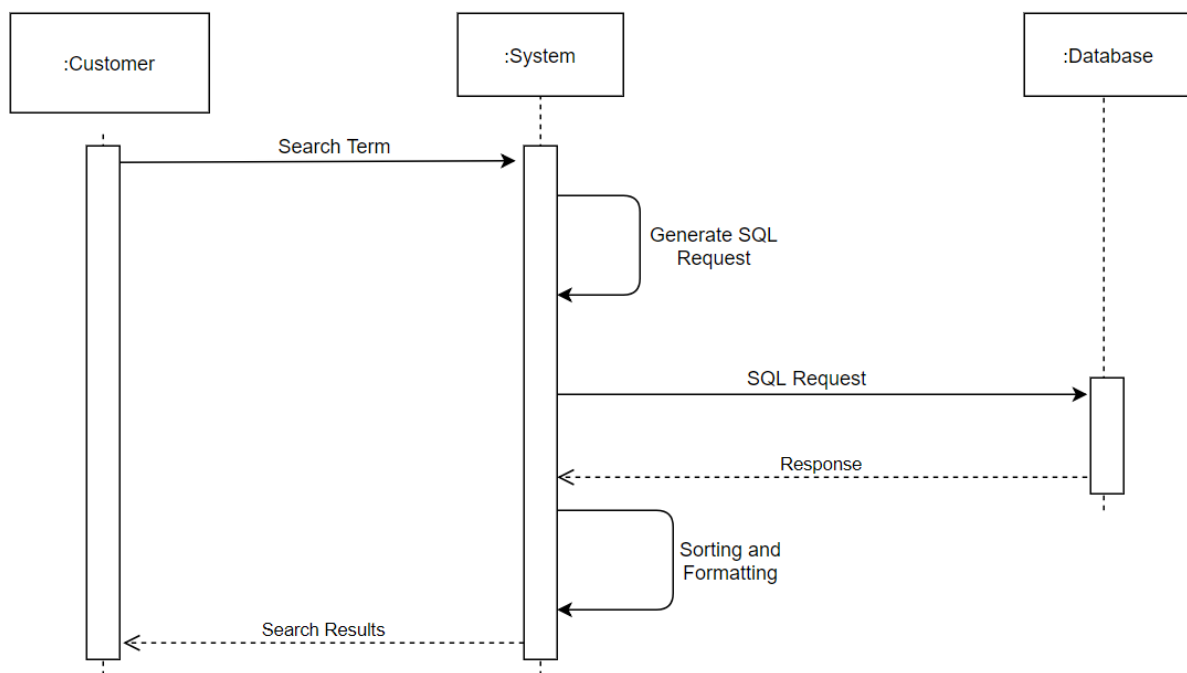 :Customer
:System
:Database
Search Term
Generate SQL
Request
SQL Request
Response
Sorting and
Formatting
Search Results